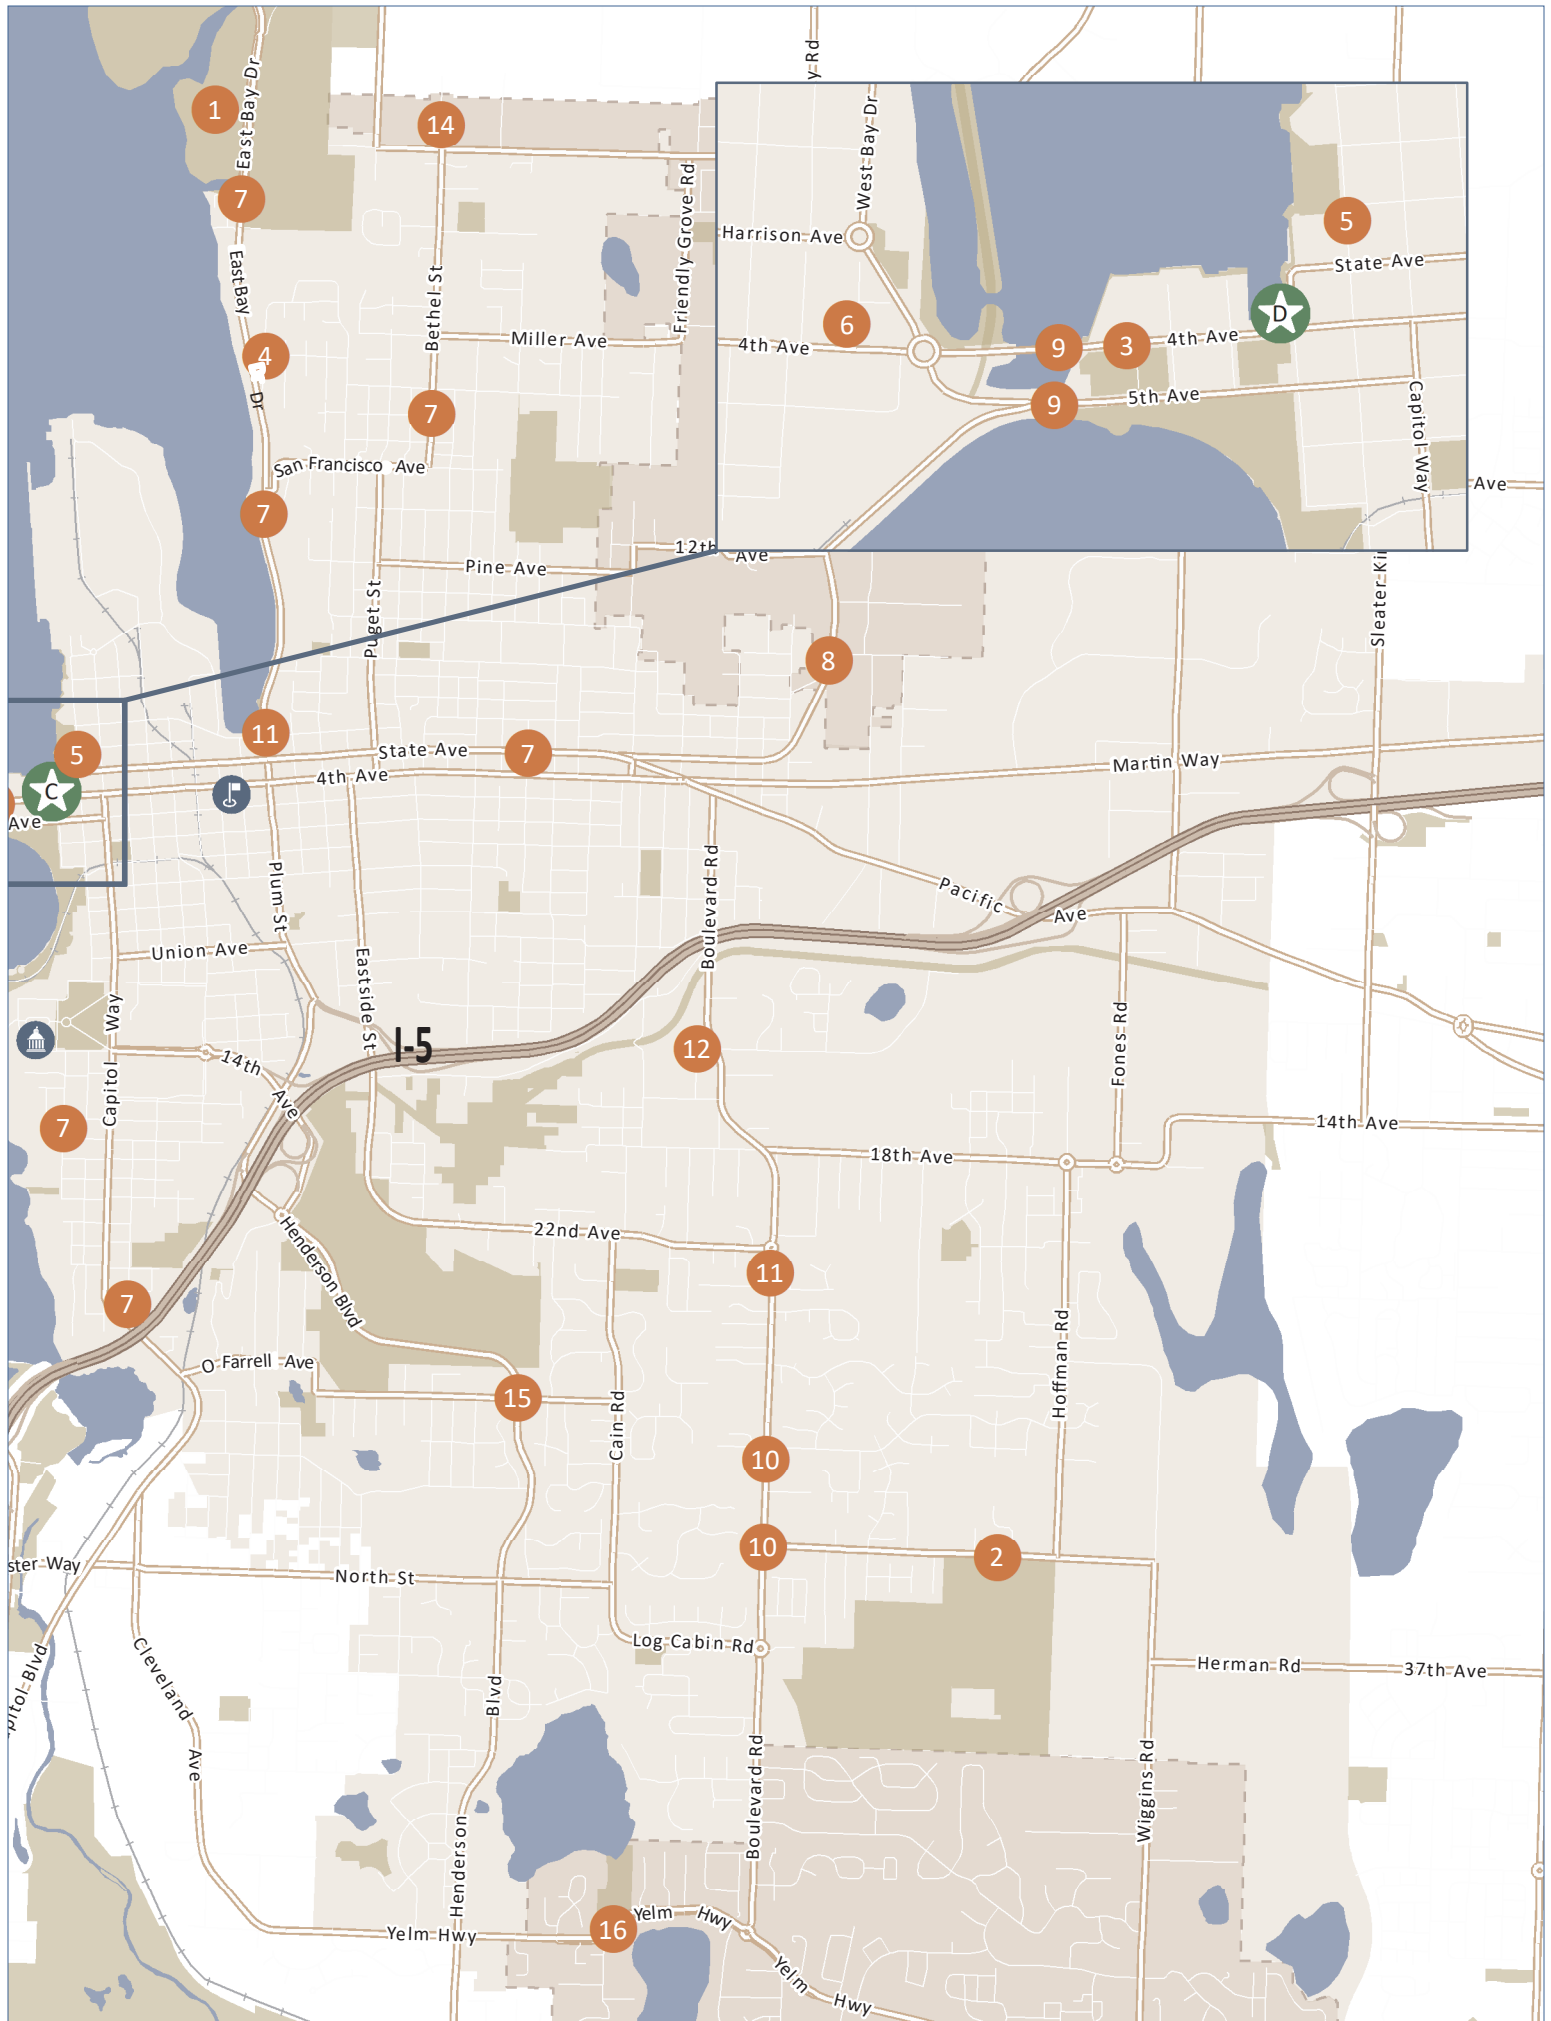 y Rd
East Bay Dr
1
14
7
Friendly Grove Rd
West Bay Dr
Harrison Ave
5
State Ave
D
6
4th Ave
9
3
4th Ave
9
5th Ave
Capitol Way
Ave
East Bay
Dr
4
Bethel St
Miller Ave
7
San Francisco Ave
7
Pine Ave
12th Ave
Puget St
Sleater Kin
8
11
5
C
Ave
State Ave
7
4th Ave
Martin Way
Plum St
Boulevard Rd
Pacific
Ave
Union Ave
Eastside St
Capitol Way
I-5
14th
Ave
12
Fones Rd
7
14th Ave
18th Ave
22nd Ave
Henderson Blvd
11
7
O Farrell Ave
15
Cain Rd
Hoffman Rd
10
10
2
ster Way
North St
Log Cabin Rd
Herman Rd
37th Ave
pitol Blvd
Cleveland
Ave
Blvd
Henderson
Boulevard Rd
Wiggins Rd
Yelm Hwy
16
Yelm Hwy
Yelm
Hwy